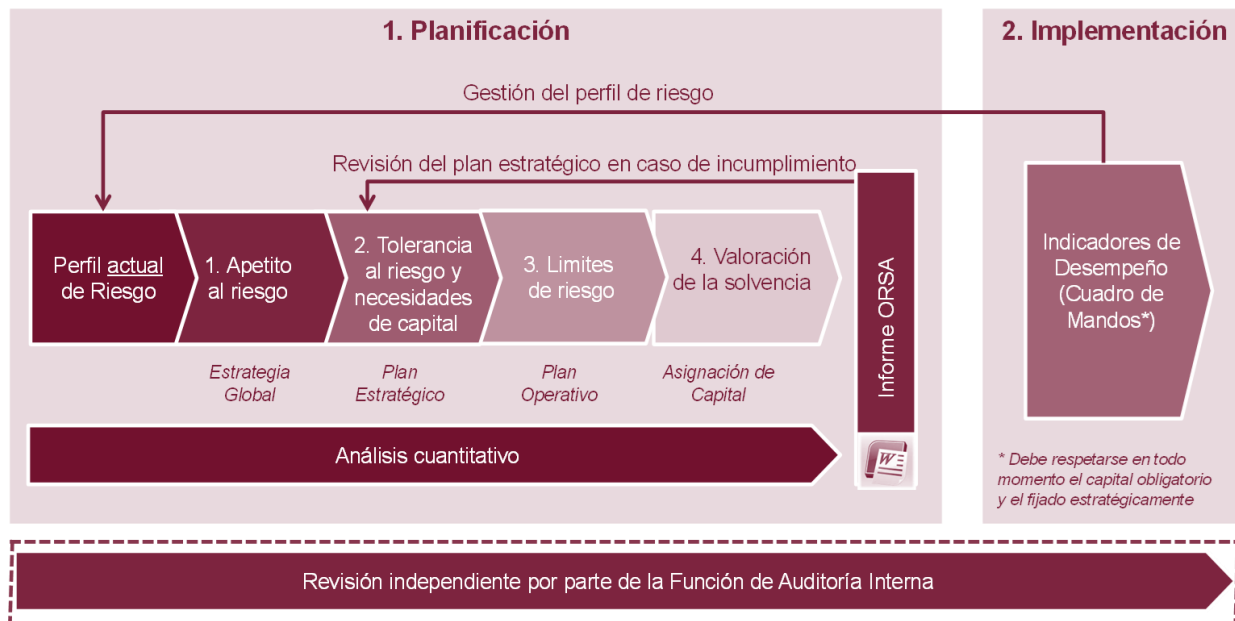 1. Planificación
2. Implementación
Gestión del perfil de riesgo
Revisión del plan estratégico en caso de incumplimiento
Perfil actual
de Riesgo
1. Apetito
al riesgo
2. Tolerancia
al riesgo y
necesidades
de capital
3. Limites
de riesgo
4. Valoración
de la solvencia
Informe ORSA
Indicadores de
Desempeño
(Cuadro de
Mandos*)
Estrategia
Global
Plan
Estratégico
Plan
Operativo
Asignación de
Capital
Análisis cuantitativo
W
* Debe respetarse en todo
momento el capital obligatorio
y el fijado estratégicamente
Revisión independiente por parte de la Función de Auditoría Interna